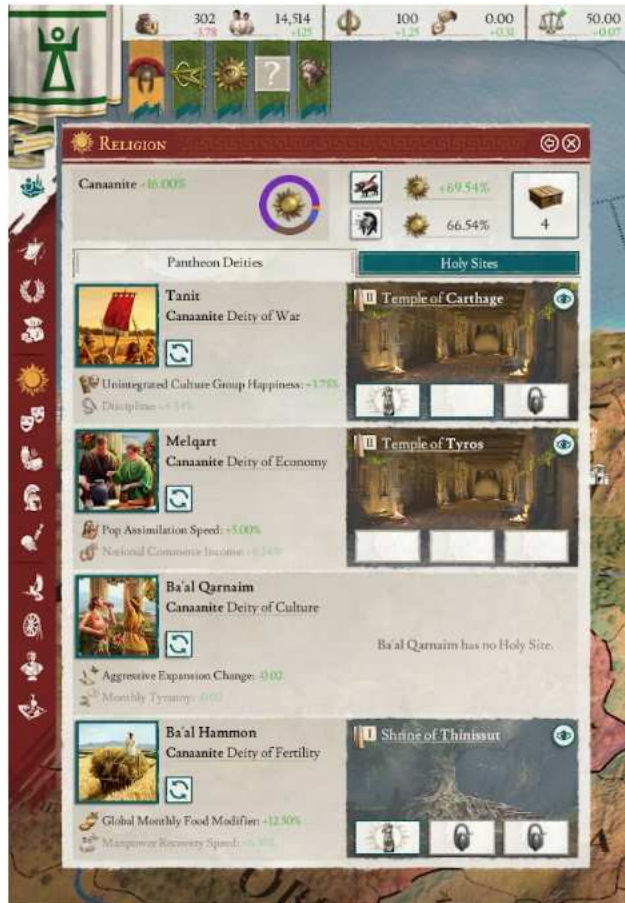 302
14,514
100
0.00
50.00
-3.78
+125
+1.25
+0.31
+0.07
?
RELIGION
Canaanite +16.00%
+69.54%
66.54%
4
Pantheon Deities
Holy Sites
Tanit
Canaanite Deity of War
Unintegrated Culture Group Happiness: +3.75%
Discipline:
II Temple of Carthage
Melqart
Canaanite Deity of Economy
Pop Assimilation Speed: +5.00%
National Commerce Income:
II Temple of Tyros
Ba'al Qarnaim
Canaanite Deity of Culture
Aggressive Expansion Change: -0.02
Monthly Tyranny: -0.02
Ba'al Qarnaim has no Holy Site.
Ba'al Hammon
Canaanite Deity of Fertility
Global Monthly Food Modifier: +12.50%
Manpower Recovery Speed:
I Shrine of Thinissut